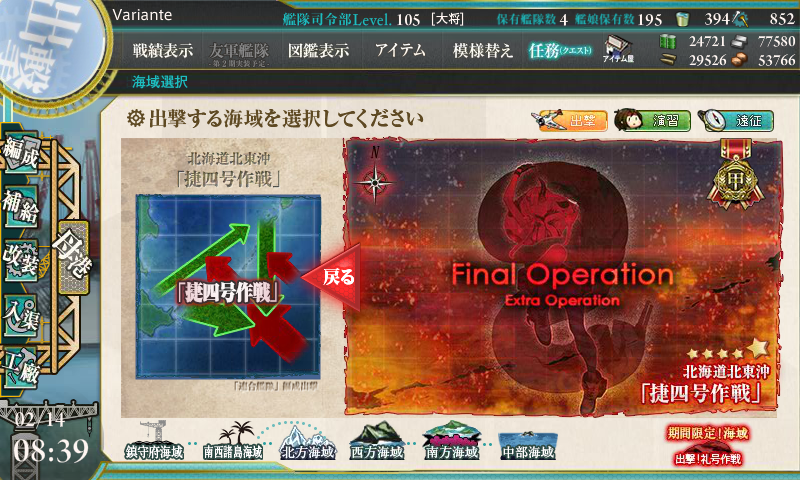 出撃
Variante
艦隊司令部Level. 105 [大将]
保有艦隊数 4 艦娘保有数 195
394
852
戦績表示
友軍艦隊
第2期実装予定
図鑑表示
アイテム
模様替え
任務(クエスト)
アイテム屋
24721
77580
29526
53766
海域選択
出撃する海域を選択してください
出撃
演習
遠征
編成
補給
改装
入渠
工廠
母港
北海道北東沖
「捷四号作戦」
「捷四号作戦」
「連合艦隊」編成出撃
戻る
N
甲
Final Operation
Extra Operation
北海道北東沖
「捷四号作戦」
02/14
08:39
鎮守府海域
南西諸島海域
北方海域
西方海域
南方海域
中部海域
期間限定!海域
出撃!礼号作戦